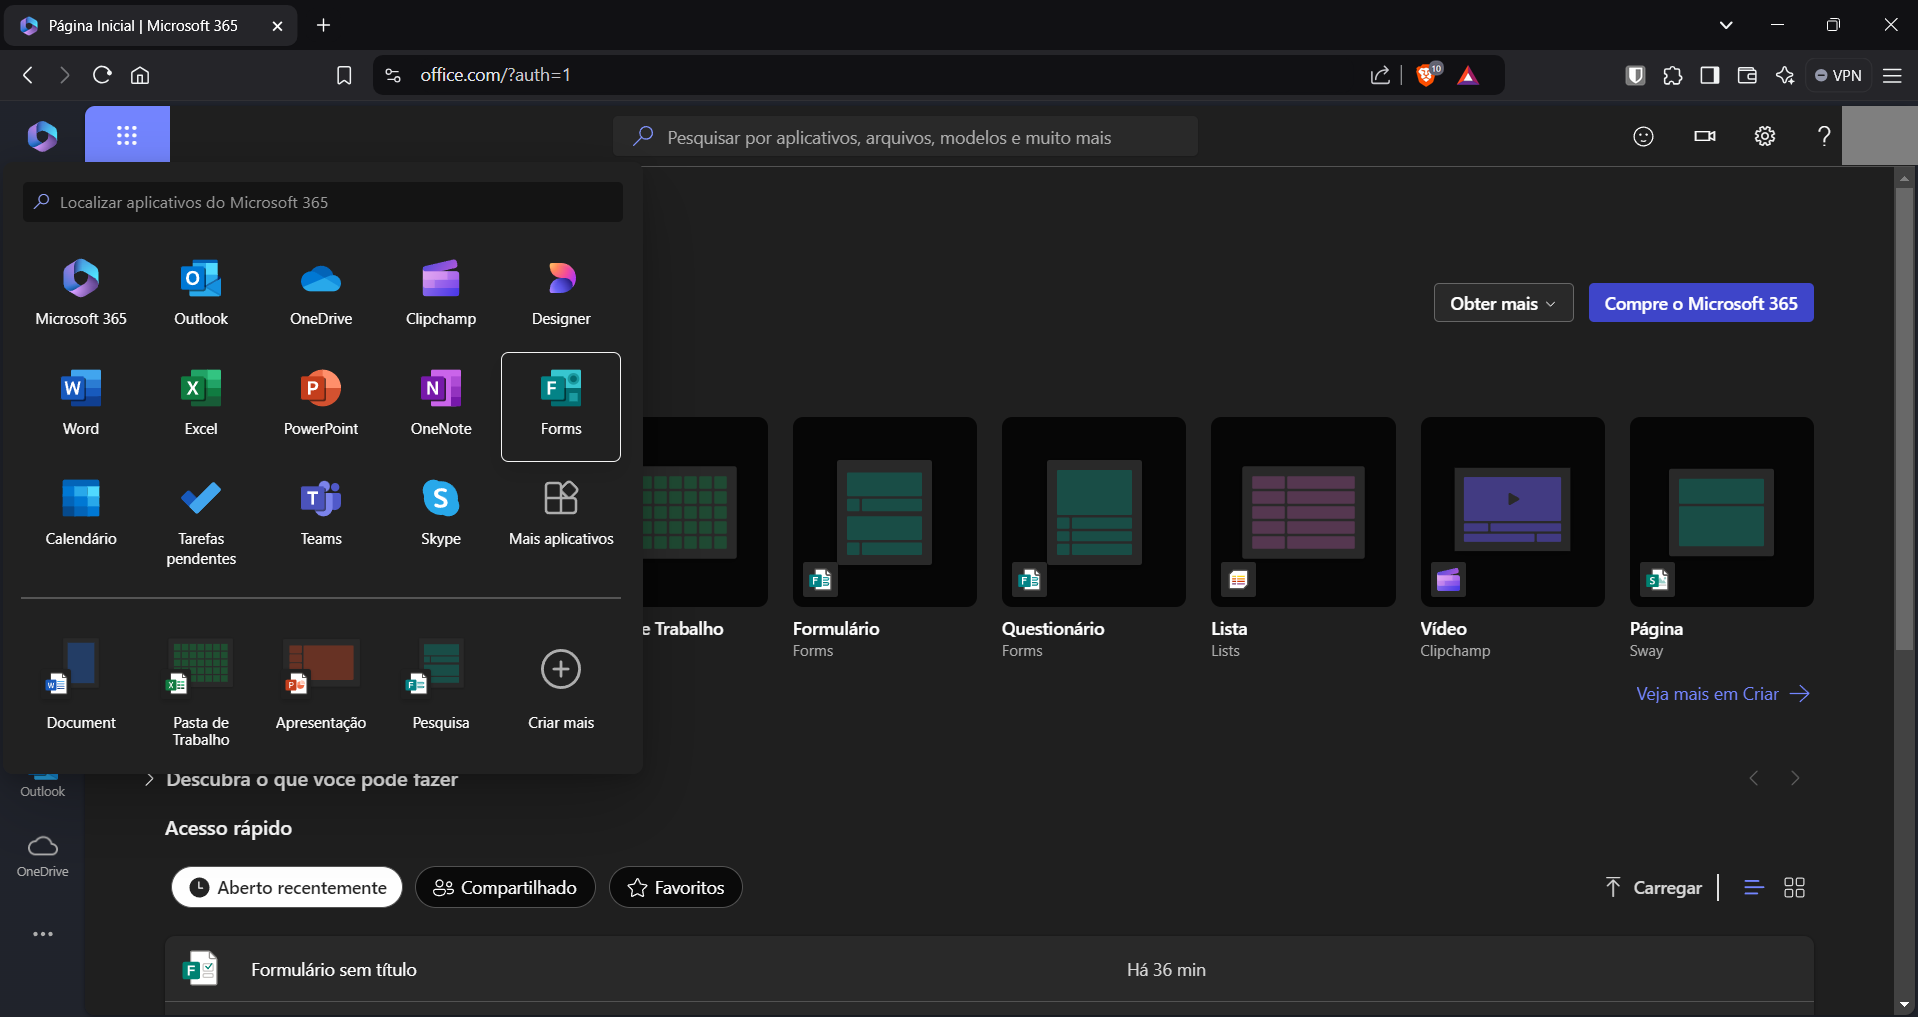 Página Inicial | Microsoft 365
office.com/?auth=1
10
VPN
Pesquisar por aplicativos, arquivos, modelos e muito mais
?
Localizar aplicativos do Microsoft 365
Microsoft 365
Outlook
OneDrive
Clipchamp
Designer
Word
Excel
PowerPoint
OneNote
Forms
Calendário
Tarefas
pendentes
Teams
Skype
Mais aplicativos
Document
Pasta de
Trabalho
Apresentação
Pesquisa
Criar mais
Obter mais
Compre o Microsoft 365
e Trabalho
Formulário
Forms
Questionário
Forms
Lista
Lists
Vídeo
Clipchamp
Página
Sway
Veja mais em Criar
Descubra o que você pode fazer
Outlook
OneDrive
Acesso rápido
Aberto recentemente
Compartilhado
Favoritos
Carregar
Formulário sem título
Há 36 min